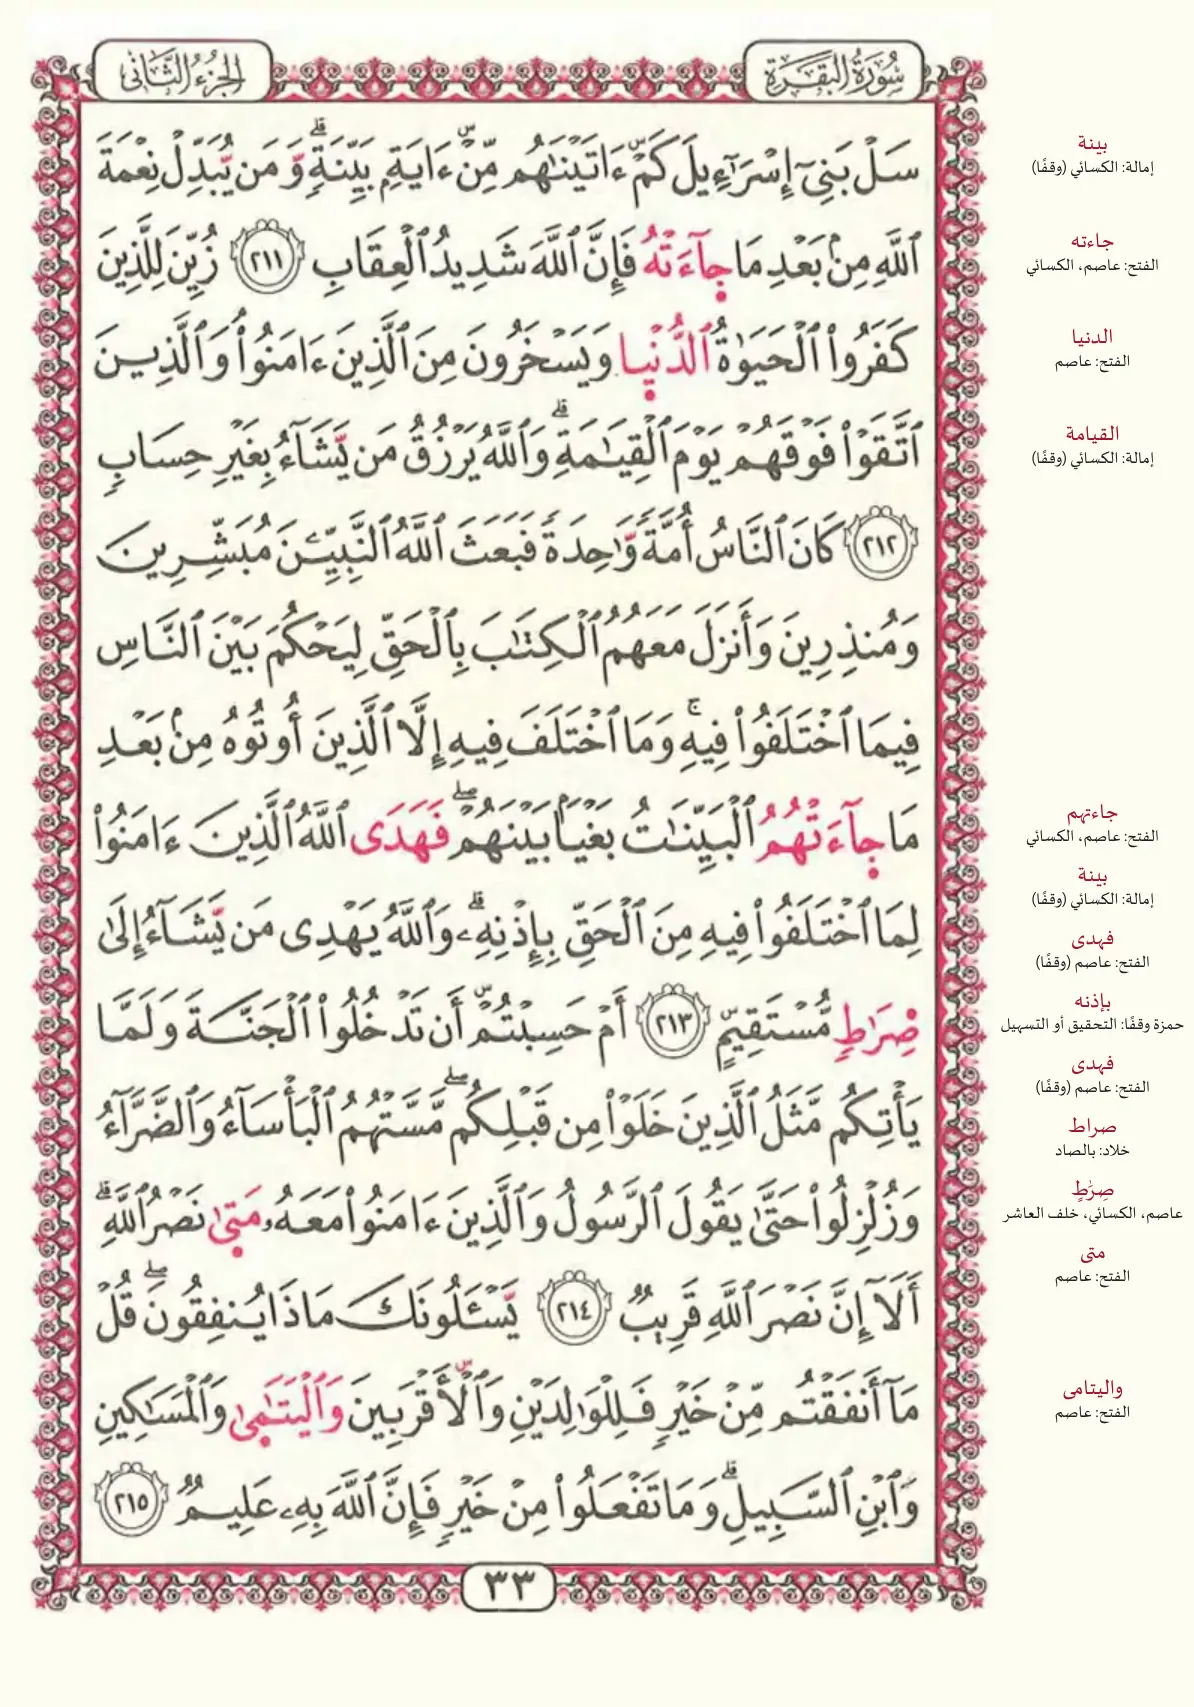 سُورَةُ البَقَرَة
الجُزءُ الثَّانِي
سَلۡ بَنِيٓ إِسۡرَٰٓءِيلَ كَمۡ ءَاتَيۡنَٰهُم مِّنۡ ءَايَةِۭ بَيِّنَةٖۗ وَّمَن يُّبَدِّلۡ نِعۡمَةَ
ٱللَّهِ مِنۢ بَعۡدِ مَا جَآءَتۡهُ فَإِنَّ ٱللَّهَ شَدِيدُ ٱلۡعِقَابِ ٢١١ زُيِّنَ لِلَّذِينَ
كَفَرُواْ ٱلۡحَيَوٰةُ ٱلدُّنۡيَا وَيَسۡخَرُونَ مِنَ ٱلَّذِينَ ءَامَنُواْۘ وَٱلَّذِينَ
ٱتَّقَوۡاْ فَوۡقَهُمۡ يَوۡمَ ٱلۡقِيَٰمَةِۗ وَٱللَّهُ يَرۡزُقُ مَن يَّشَآءُ بِغَيۡرِ حِسَابٖ
٢١٢ كَانَ ٱلنَّاسُ أُمَّةٗ وَّٰحِدَةٗ فَبَعَثَ ٱللَّهُ ٱلنَّبِيِّـۧنَ مُبَشِّرِينَ
وَمُنذِرِينَ وَأَنزَلَ مَعَهُمُ ٱلۡكِتَٰبَ بِٱلۡحَقِّ لِيَحۡكُمَ بَيۡنَ ٱلنَّاسِ
فِيمَا ٱخۡتَلَفُواْ فِيهِۚ وَمَا ٱخۡتَلَفَ فِيهِ إِلَّا ٱلَّذِينَ أُوتُوهُ مِنۢ بَعۡدِ
مَا جَآءَتۡهُمُ ٱلۡبَيِّنَٰتُ بَغۡيَۢا بَيۡنَهُمۡۖ فَهَدَى ٱللَّهُ ٱلَّذِينَ ءَامَنُواْ
لِمَا ٱخۡتَلَفُواْ فِيهِ مِنَ ٱلۡحَقِّ بِإِذۡنِهِۦۗ وَٱللَّهُ يَهۡدِي مَن يَّشَآءُ إِلَىٰ
صِرَٰطٖ مُّسۡتَقِيمٍ ٢١٣ أَمۡ حَسِبۡتُمۡ أَن تَدۡخُلُواْ ٱلۡجَنَّةَ وَلَمَّا
يَأۡتِكُم مَّثَلُ ٱلَّذِينَ خَلَوۡاْ مِن قَبۡلِكُمۖ مَّسَّتۡهُمُ ٱلۡبَأۡسَآءُ وَٱلضَّرَّآءُ
وَزُلۡزِلُواْ حَتَّىٰ يَقُولَ ٱلرَّسُولُ وَٱلَّذِينَ ءَامَنُواْ مَعَهُۥ مَتَىٰ نَصۡرُ ٱللَّهِۗ
أَلَآ إِنَّ نَصۡرَ ٱللَّهِ قَرِيبٞ ٢١٤ يَّسۡـَٔلُونَكَ مَاذَا يُنفِقُونَۖ قُلۡ
مَآ أَنفَقۡتُم مِّنۡ خَيۡرٖ فَلِلۡوَٰلِدَيۡنِ وَٱلۡأَقۡرَبِينَ وَٱلۡيَتَٰمَىٰ وَٱلۡمَسَٰكِينِ
وَٱبۡنِ ٱلسَّبِيلِۗ وَمَا تَفۡعَلُواْ مِنۡ خَيۡرٖ فَإِنَّ ٱللَّهَ بِهِۦ عَلِيمٞ ٢١٥
٣٣
بينة
إمالة: الكسائي (وقفًا)
جاءته
الفتح: عاصم، الكسائي
الدنيا
الفتح: عاصم
القيامة
إمالة: الكسائي (وقفًا)
جاءتهم
الفتح: عاصم، الكسائي
بينة
إمالة: الكسائي (وقفًا)
فهدى
الفتح: عاصم (وقفًا)
بإذنه
حمزة وقفًا: التحقيق أو التسهيل
فهدى
الفتح: عاصم (وقفًا)
صراط
خلاد: بالصاد
صِرَٰطٍ
عاصم، الكسائي، خلف العاشر
متى
الفتح: عاصم
واليتامى
الفتح: عاصم